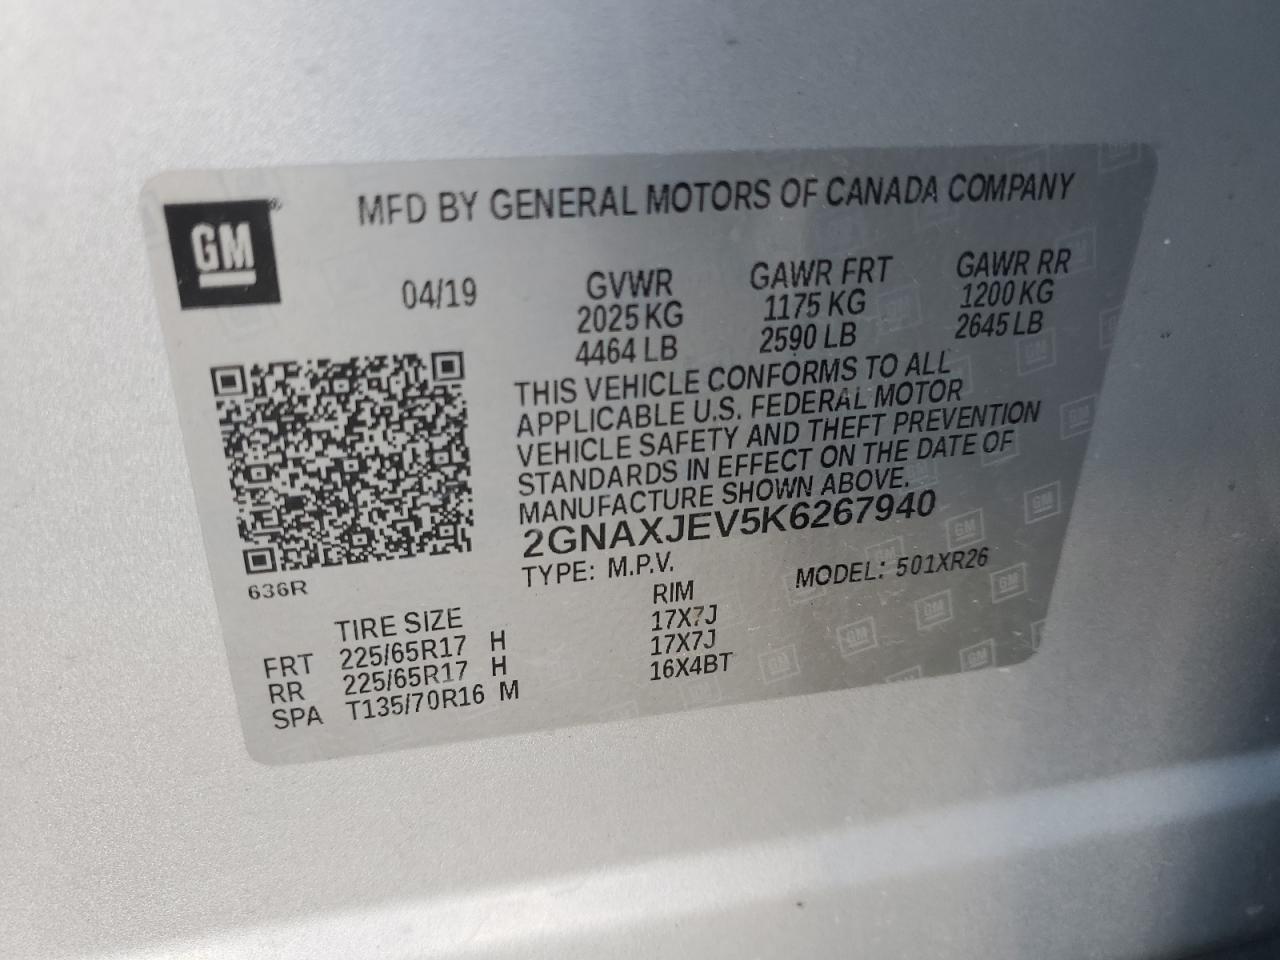 GM
MFD BY GENERAL MOTORS OF CANADA COMPANY
04/19 GVWR GAWR FRT GAWR RR
2025 KG 1175 KG 1200 KG
4464 LB 2590 LB 2645 LB
THIS VEHICLE CONFORMS TO ALL
APPLICABLE U.S. FEDERAL MOTOR
VEHICLE SAFETY AND THEFT PREVENTION
STANDARDS IN EFFECT ON THE DATE OF
MANUFACTURE SHOWN ABOVE.
2GNAXJEV5K6267940
TYPE: M.P.V. MODEL: 501XR26
636R
TIRE SIZE RIM
FRT 225/65R17 H 17X7J
RR 225/65R17 H 17X7J
SPA T135/70R16 M 16X4BT